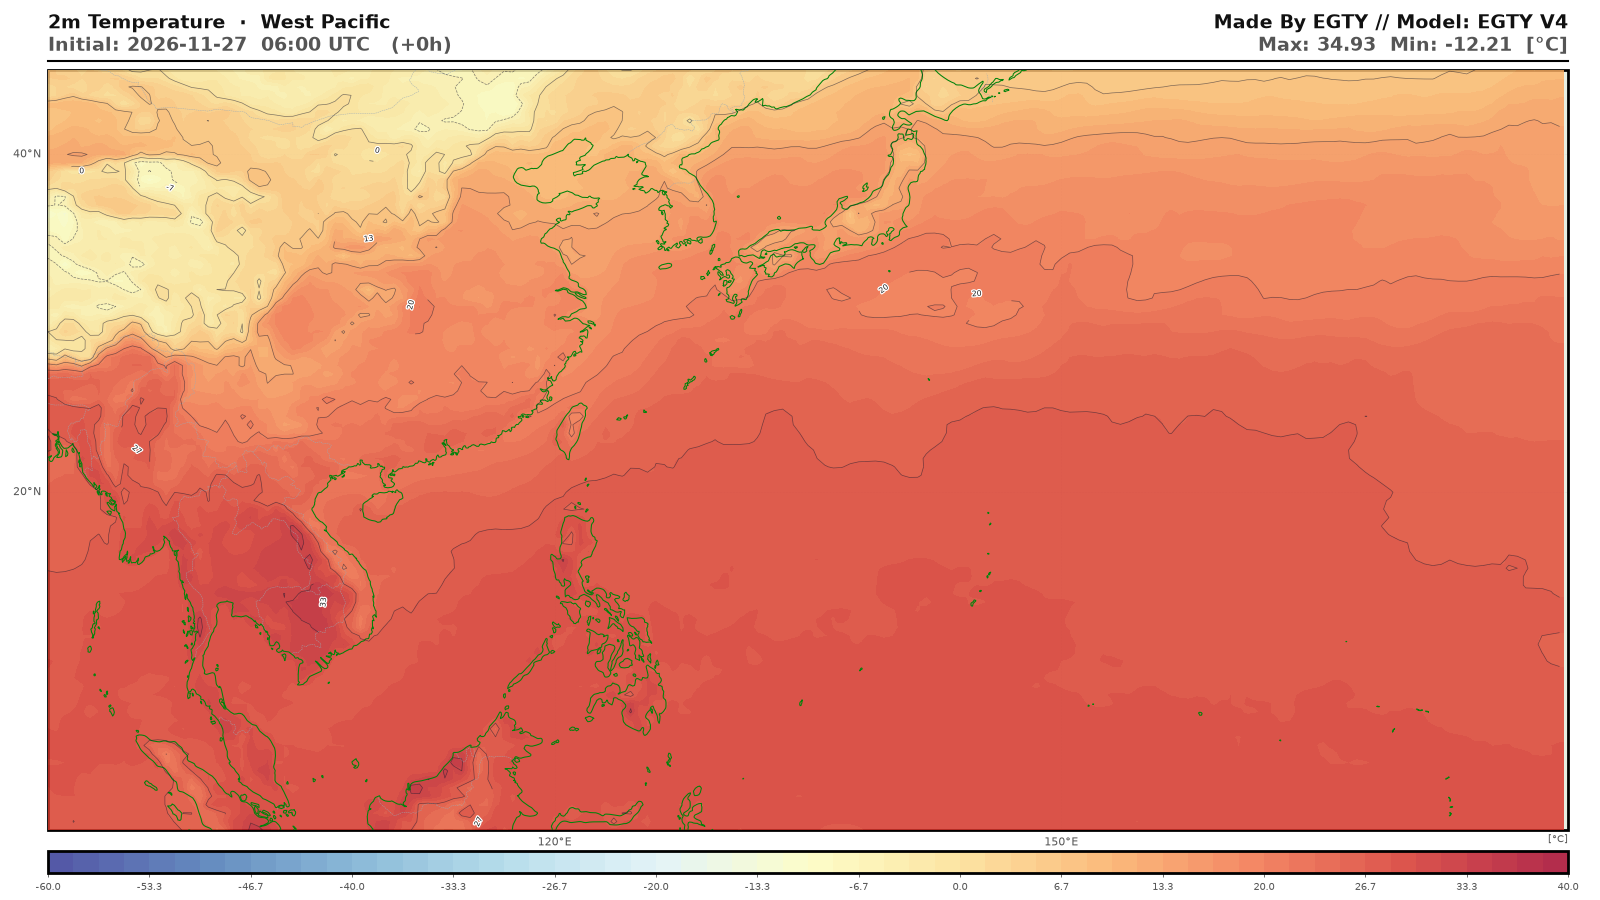 2m Temperature · West Pacific
Made By EGTY // Model: EGTY V4
Initial: 2026-11-27 06:00 UTC (+0h)
Max: 34.93 Min: -12.21 [°C]
0
40°N
0
-7
13
20
20
20
27
20°N
33
27
120°E
150°E
[°C]
-60.0 -53.3 -46.7 -40.0 -33.3 -26.7 -20.0 -13.3 -6.7 0.0 6.7 13.3 20.0 26.7 33.3 40.0